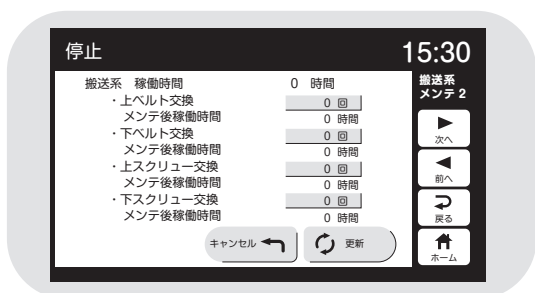 停止 15:30
搬送系 稼働時間 0 時間
・上ベルト交換 0 回
メンテ後稼働時間 0 時間
・下ベルト交換 0 回
メンテ後稼働時間 0 時間
・上スクリュー交換 0 回
メンテ後稼働時間 0 時間
・下スクリュー交換 0 回
メンテ後稼働時間 0 時間
キャンセル 更新
搬送系
メンテ 2
次へ
前へ
戻る
ホーム